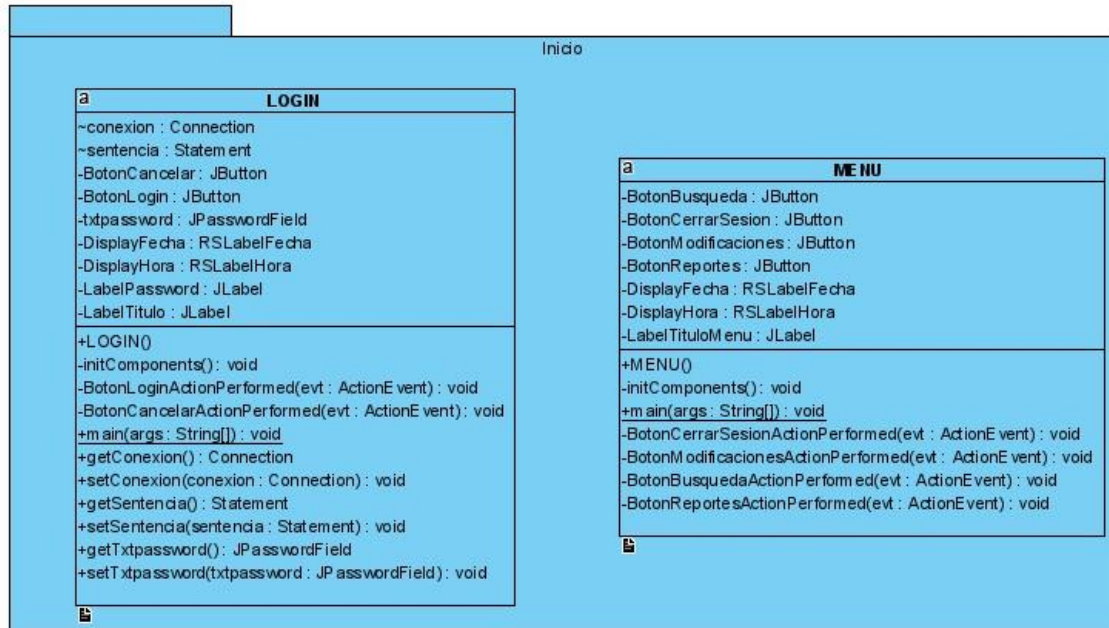 Inicio
a
LOGIN
~conexion : Connection
~sentencia : Statement
-BotonCancelar : JButton
-BotonLogin : JButton
-txtpassword : JPasswordField
-DisplayFecha : RSLabelFecha
-DisplayHora : RSLabelHora
-LabelPassword : JLabel
-LabelTitulo : JLabel
+LOGIN()
-initComponents() : void
-BotonLoginActionPerformed(evt : ActionEvent) : void
-BotonCancelarActionPerformed(evt : ActionEvent) : void
+main(args : String[]) : void
+getConexion() : Connection
+setConexion(conexion : Connection) : void
+getSentencia() : Statement
+setSentencia(sentencia : Statement) : void
+getTxtpassword() : JPasswordField
+setTxtpassword(txtpassword : JPasswordField) : void
a
MENU
-BotonBusqueda : JButton
-BotonCerrarSesion : JButton
-BotonModificaciones : JButton
-BotonReportes : JButton
-DisplayFecha : RSLabelFecha
-DisplayHora : RSLabelHora
-LabelTituloMenu : JLabel
+MENU()
-initComponents() : void
+main(args : String[]) : void
-BotonCerrarSesionActionPerformed(evt : ActionEvent) : void
-BotonModificacionesActionPerformed(evt : ActionEvent) : void
-BotonBusquedaActionPerformed(evt : ActionEvent) : void
-BotonReportesActionPerformed(evt : ActionEvent) : void